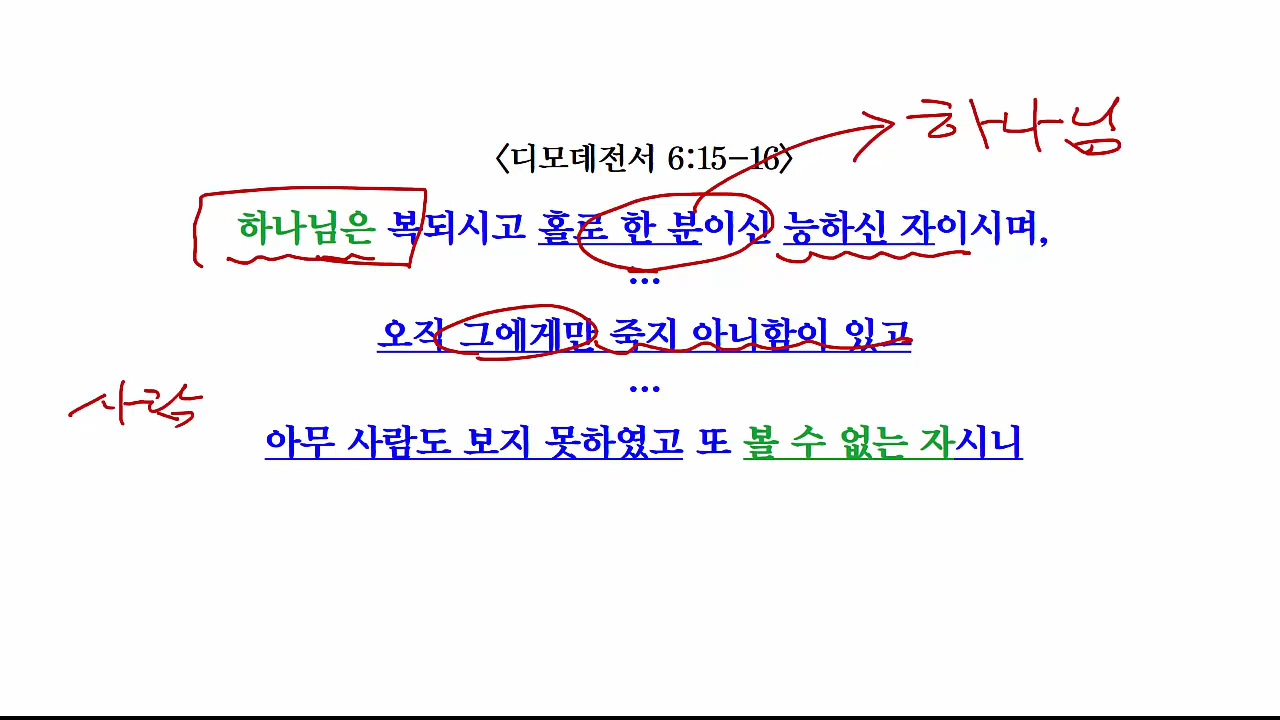 하나님
〈디모데전서 6:15-16〉
하나님은 복되시고 홀로 한 분이신 능하신 자이시며,
...
오직 그에게만 죽지 아니함이 있고
...
사람
아무 사람도 보지 못하였고 또 볼 수 없는 자시니